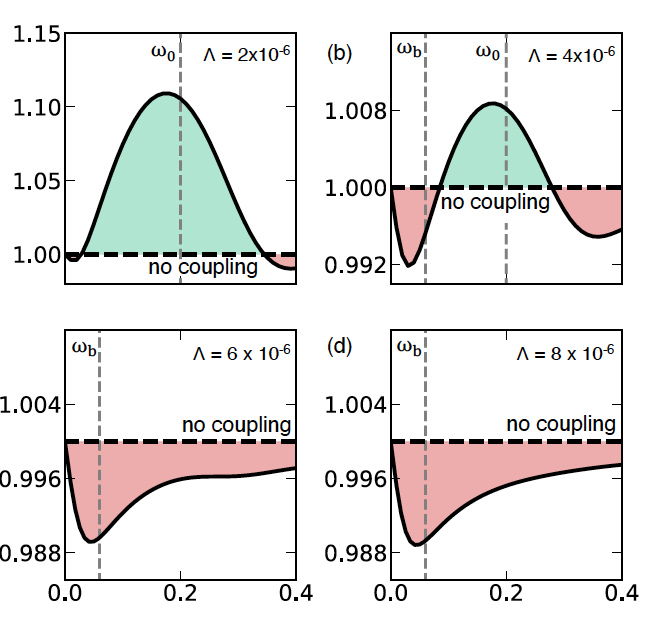 1.15
1.10
1.05
1.00
ω0
Λ = 2x10-6
no coupling
(b)
1.008
1.000
0.992
ωb
ω0
Λ = 4x10-6
no coupling
1.004
0.996
0.988
ωb
Λ = 6 x 10-6
no coupling
0.0
0.2
0.4
(d)
1.004
0.996
0.988
ωb
Λ = 8 x 10-6
no coupling
0.0
0.2
0.4